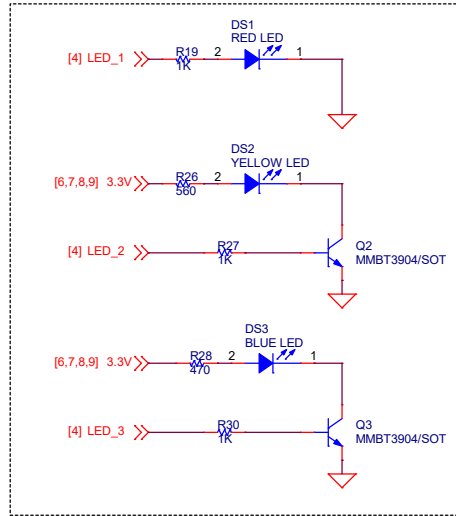 DS1
RED LED
[4] LED_1
R19
1K
2
1
DS2
YELLOW LED
[6,7,8,9] 3.3V
R26
560
2
1
[4] LED_2
R27
1K
Q2
MMBT3904/SOT
DS3
BLUE LED
[6,7,8,9] 3.3V
R28
470
2
1
[4] LED_3
R30
1K
Q3
MMBT3904/SOT